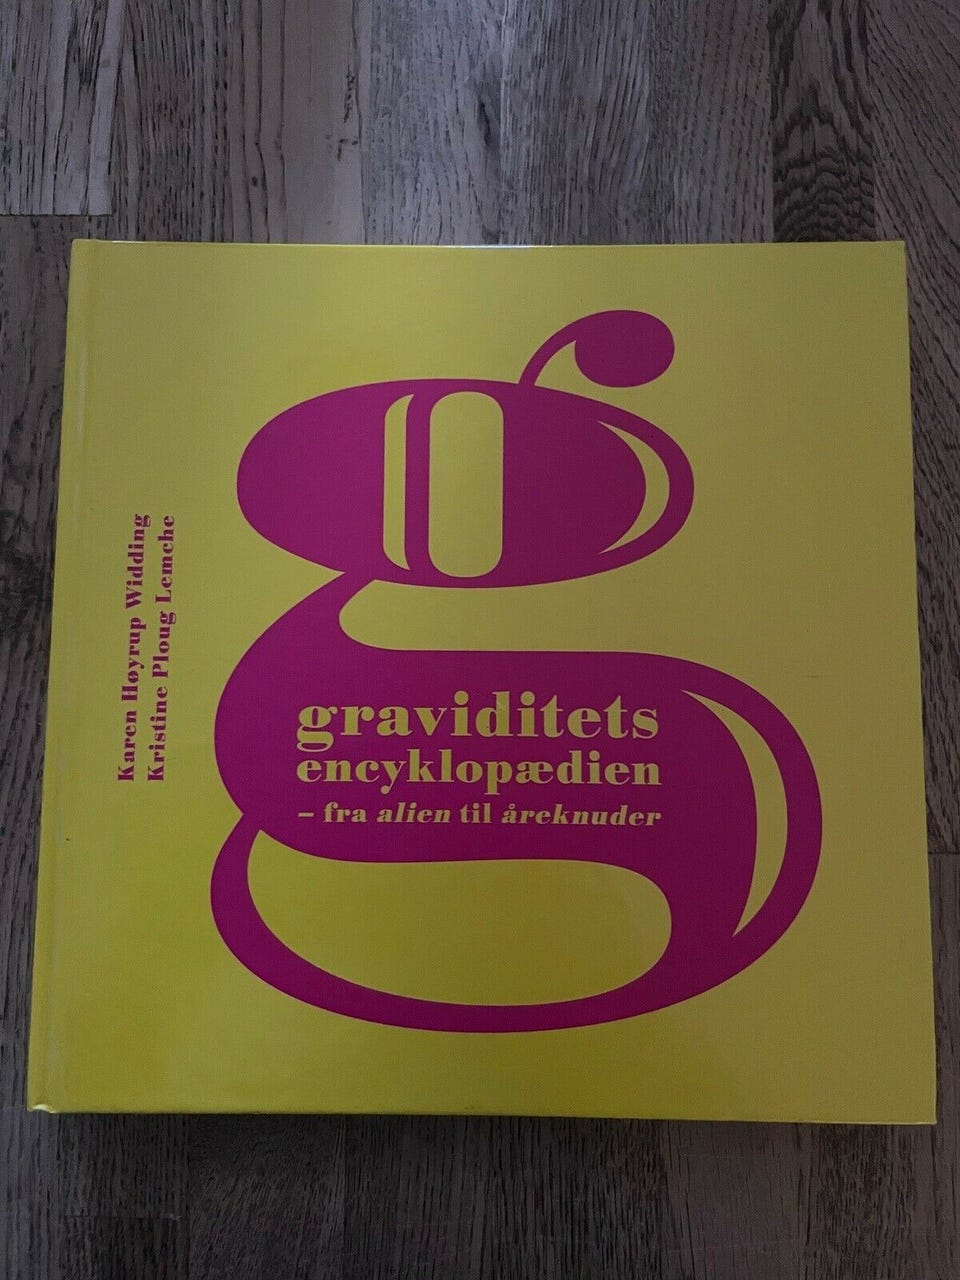 Karen Høyrup Widding
Kristine Ploug Lemche
g
graviditets
encyklopædien
– fra alien til åreknuder